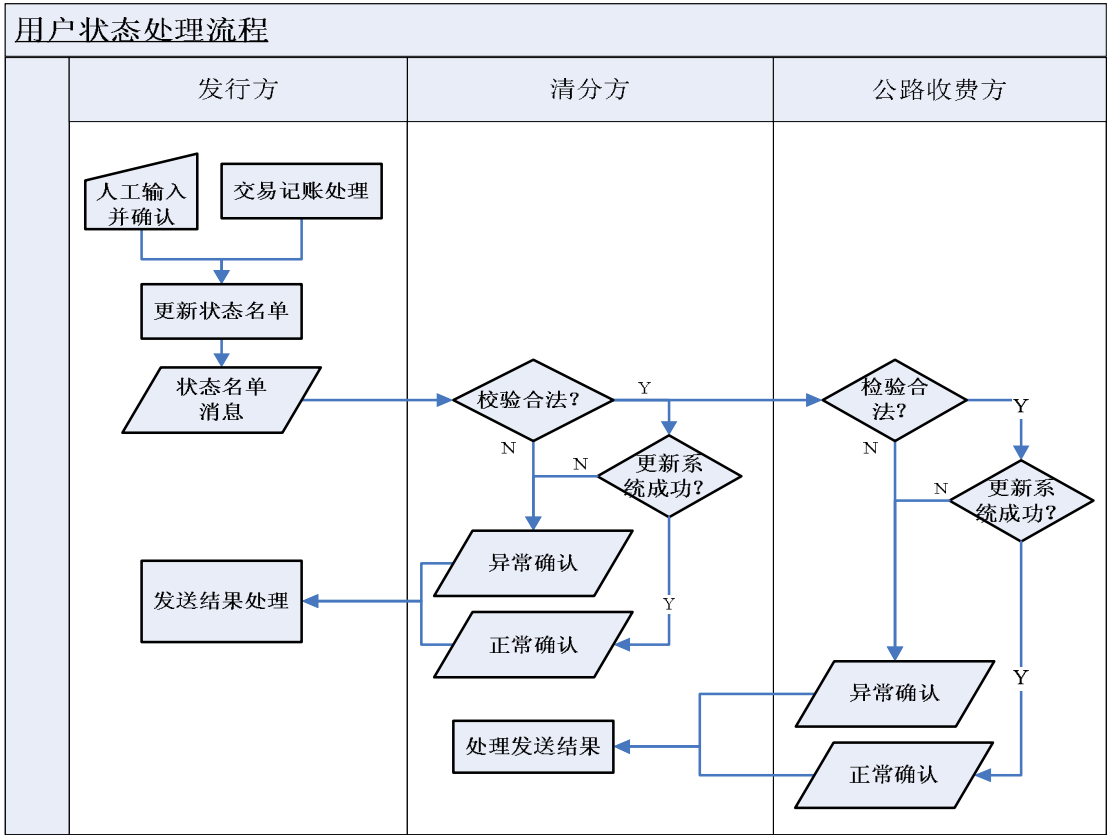 用户状态处理流程
发行方
清分方
公路收费方
人工输入
并确认
交易记账处理
更新状态名单
状态名单
消息
校验合法？
Y
检验合
法？
Y
N
N
更新系
统成功？
N
N
更新系
统成功？
异常确认
发送结果处理
Y
正常确认
Y
异常确认
处理发送结果
正常确认